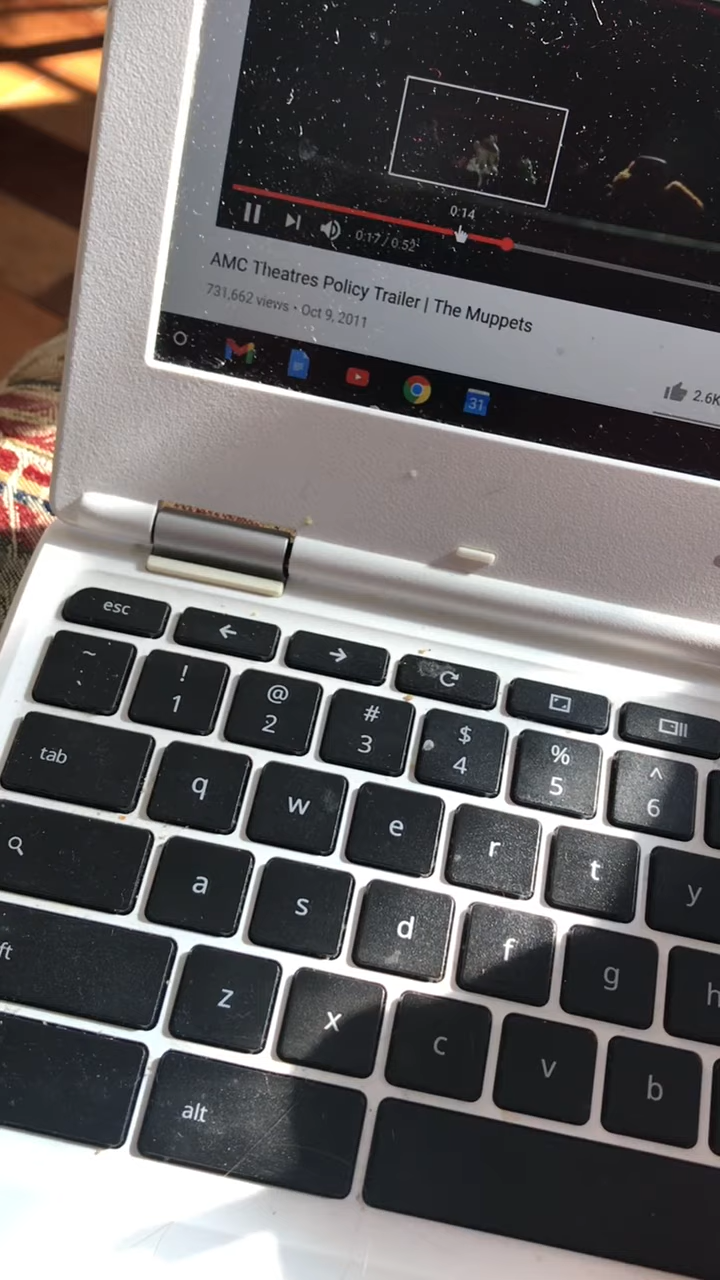 0:14
0:17 / 0:52
AMC Theatres Policy Trailer | The Muppets
731,662 views • Oct 9, 2011
2.6K
31
esc
~ ! @ # $ % ^
` 1 2 3 4 5 6
tab q w e r t y
a s d f g h
ft z x c v b
alt